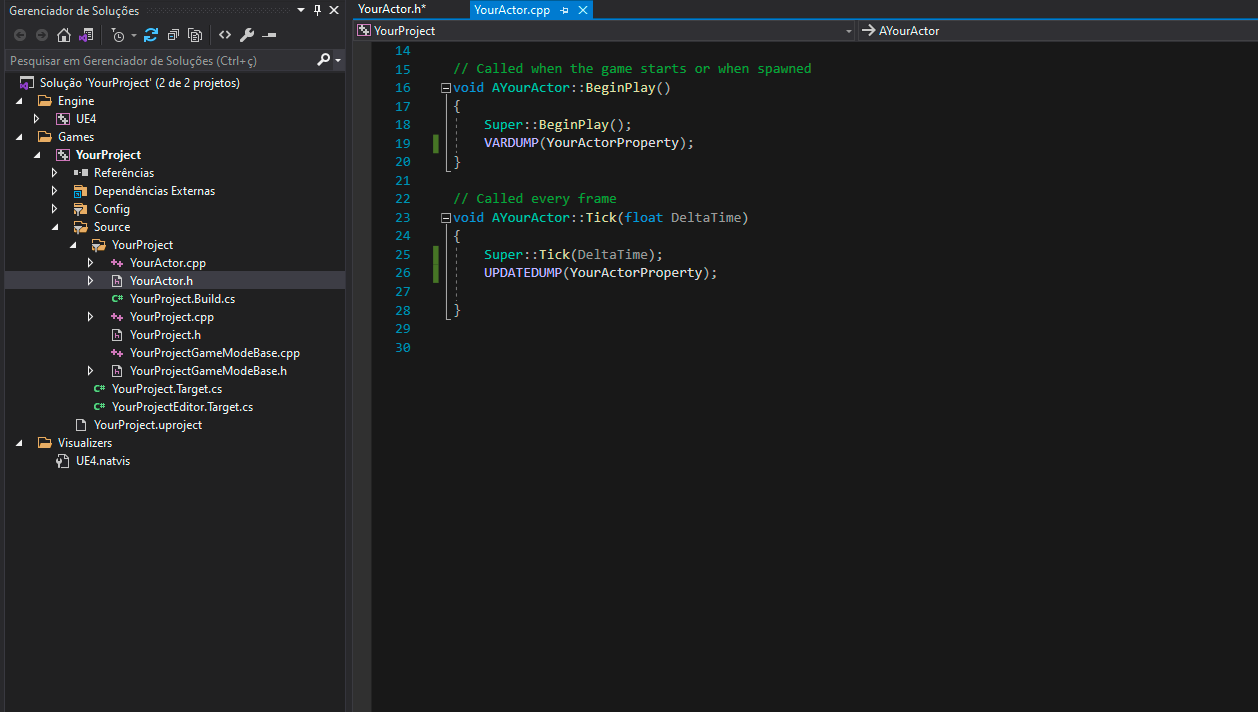 Gerenciador de Soluções
Pesquisar em Gerenciador de Soluções (Ctrl+ç)
Solução 'YourProject' (2 de 2 projetos)
Engine
UE4
Games
YourProject
Referências
Dependências Externas
Config
Source
YourProject
YourActor.cpp
YourActor.h
YourProject.Build.cs
YourProject.cpp
YourProject.h
YourProjectGameModeBase.cpp
YourProjectGameModeBase.h
YourProject.Target.cs
YourProjectEditor.Target.cs
YourProject.uproject
Visualizers
UE4.natvis
YourActor.h* YourActor.cpp
YourProject AYourActor
14
15 // Called when the game starts or when spawned
16 void AYourActor::BeginPlay()
17 {
18 Super::BeginPlay();
19 VARDUMP(YourActorProperty);
20 }
21
22 // Called every frame
23 void AYourActor::Tick(float DeltaTime)
24 {
25 Super::Tick(DeltaTime);
26 UPDATEDUMP(YourActorProperty);
27
28 }
29
30